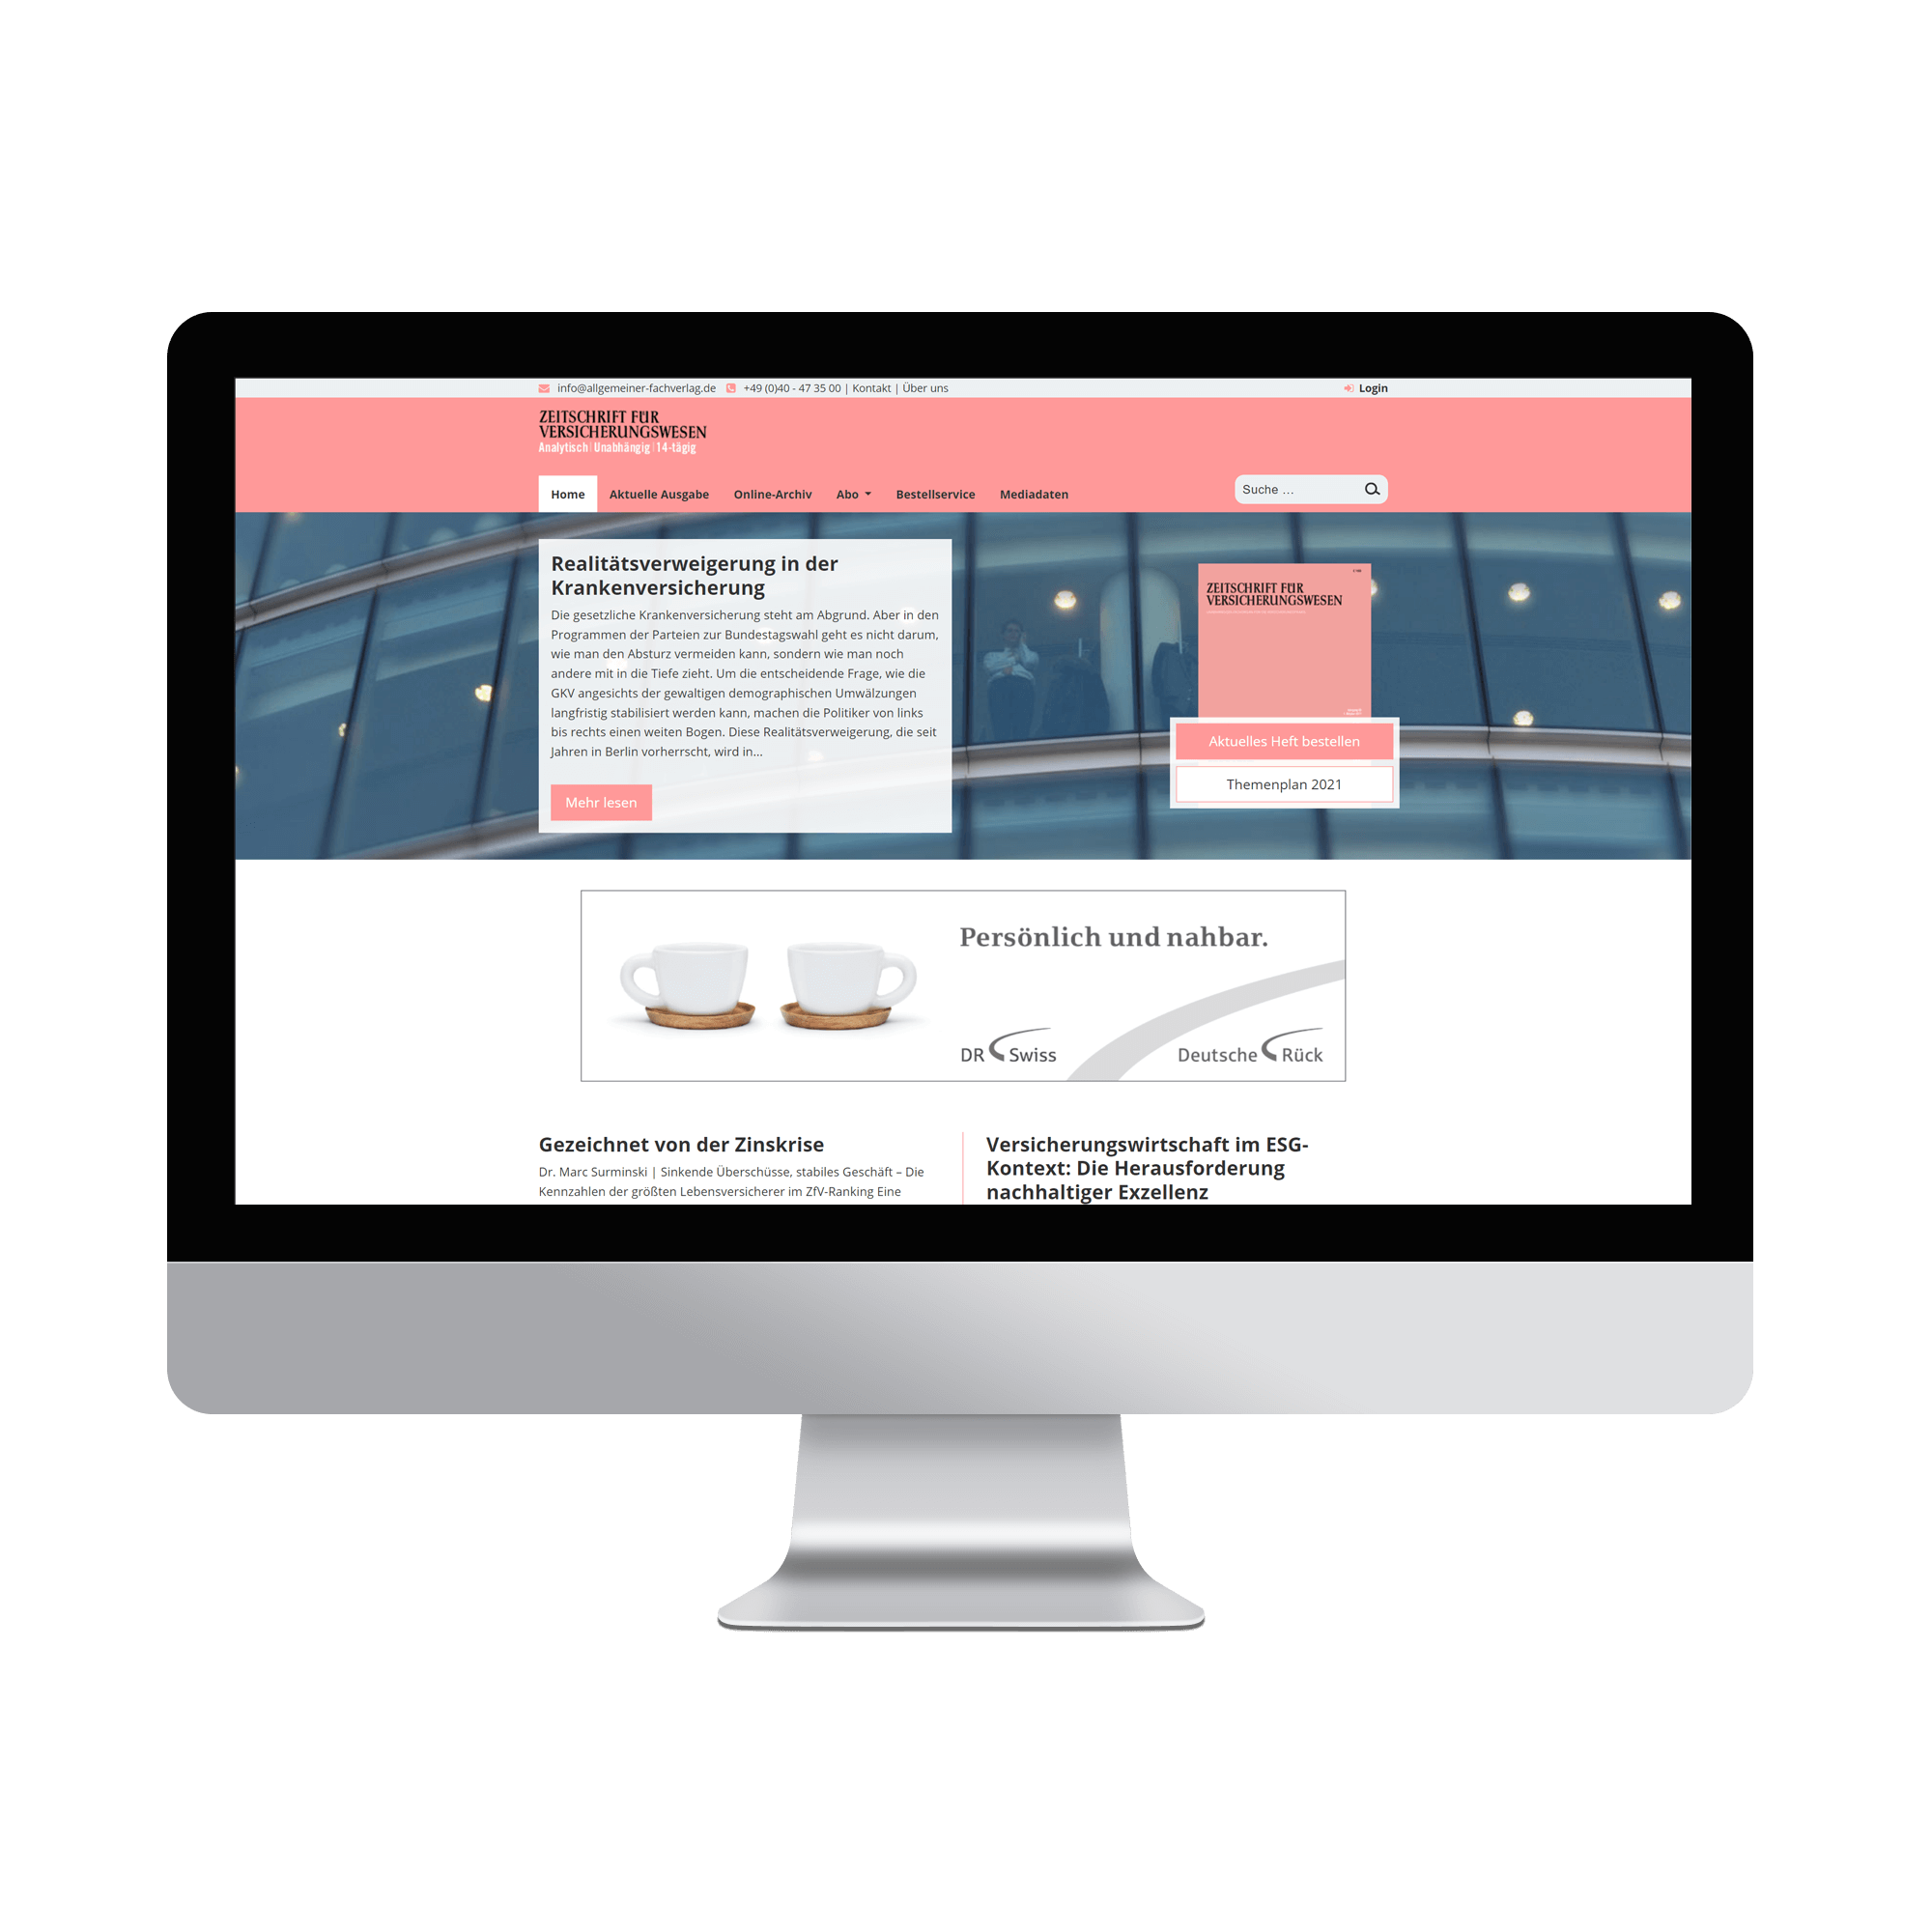 info@allgemeiner-fachverlag.de +49 (0)40 - 47 35 00 | Kontakt | Über uns
Login
ZEITSCHRIFT FÜR
VERSICHERUNGSWESEN
Analytisch | Unabhängig | 14-tägig
Home Aktuelle Ausgabe Online-Archiv Abo Bestellservice Mediadaten
Suche ...
Realitätsverweigerung in der
Krankenversicherung
Die gesetzliche Krankenversicherung steht am Abgrund. Aber in den
Programmen der Parteien zur Bundestagswahl geht es nicht darum,
wie man den Absturz vermeiden kann, sondern wie man noch
andere mit in die Tiefe zieht. Um die entscheidende Frage, wie die
GKV angesichts der gewaltigen demographischen Umwälzungen
langfristig stabilisiert werden kann, machen die Politiker von links
bis rechts einen weiten Bogen. Diese Realitätsverweigerung, die seit
Jahren in Berlin vorherrscht, wird in...
Mehr lesen
ZEITSCHRIFT FÜR
VERSICHERUNGSWESEN
Aktuelles Heft bestellen
Themenplan 2021
Persönlich und nahbar.
DR Swiss
Deutsche Rück
Gezeichnet von der Zinskrise
Dr. Marc Surminski | Sinkende Überschüsse, stabiles Geschäft – Die
Kennzahlen der größten Lebensversicherer im ZfV-Ranking Eine
Versicherungswirtschaft im ESG-
Kontext: Die Herausforderung
nachhaltiger Exzellenz